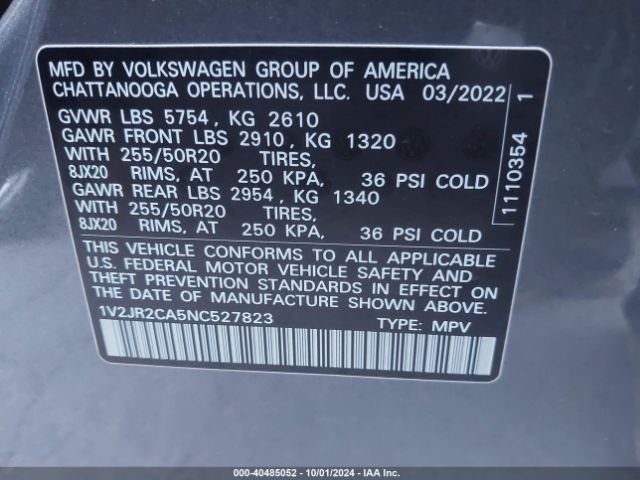 MFD BY VOLKSWAGEN GROUP OF AMERICA
CHATTANOOGA OPERATIONS, LLC. USA 03/2022
GVWR LBS 5754 , KG 2610
GAWR FRONT LBS 2910 , KG 1320
WITH 255/50R20 TIRES,
8JX20 RIMS, AT 250 KPA, 36 PSI COLD
GAWR REAR LBS 2954 , KG 1340
WITH 255/50R20 TIRES,
8JX20 RIMS, AT 250 KPA, 36 PSI COLD
THIS VEHICLE CONFORMS TO ALL APPLICABLE
U.S. FEDERAL MOTOR VEHICLE SAFETY AND
THEFT PREVENTION STANDARDS IN EFFECT ON
THE DATE OF MANUFACTURE SHOWN ABOVE.
1V2JR2CA5NC527823 TYPE: MPV
1110354 1
000-40485052 - 10/01/2024 - IAA Inc.